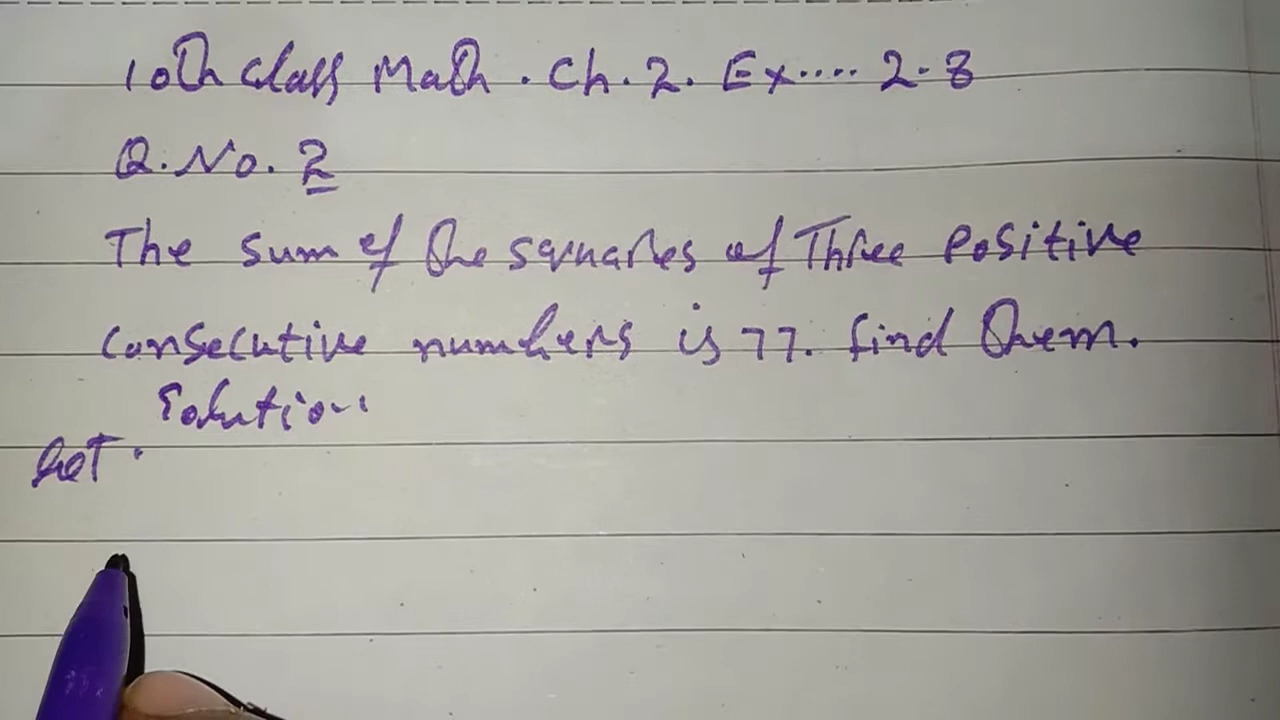 10th Class Math. Ch. 2. Ex.... 2.8
Q. No. 2
The sum of the squares of Three Positive
consecutive numbers is 77. find them.
Solution:
Let.